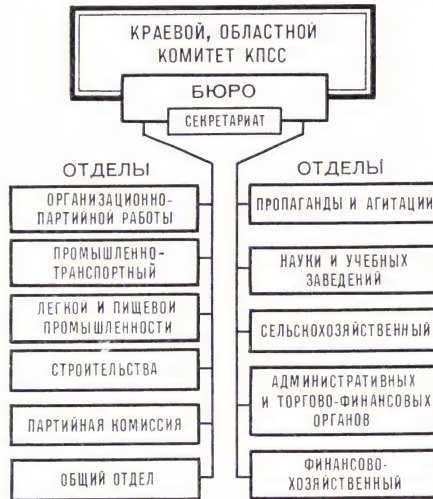 КРАЕВОЙ, ОБЛАСТНОЙ
КОМИТЕТ КПСС
БЮРО
СЕКРЕТАРИАТ
ОТДЕЛЫ
ОРГАНИЗАЦИОННО-
ПАРТИЙНОЙ РАБОТЫ
ПРОМЫШЛЕННО-
ТРАНСПОРТНЫЙ
ЛЕГКОЙ И ПИЩЕВОЙ
ПРОМЫШЛЕННОСТИ
СТРОИТЕЛЬСТВА
ПАРТИЙНАЯ КОМИССИЯ
ОБЩИЙ ОТДЕЛ
ОТДЕЛЫ
ПРОПАГАНДЫ И АГИТАЦИИ
НАУКИ И УЧЕБНЫХ
ЗАВЕДЕНИЙ
СЕЛЬСКОХОЗЯЙСТВЕННЫЙ
АДМИНИСТРАТИВНЫХ
И ТОРГОВО-ФИНАНСОВЫХ
ОРГАНОВ
ФИНАНСОВО-
ХОЗЯЙСТВЕННЫЙ